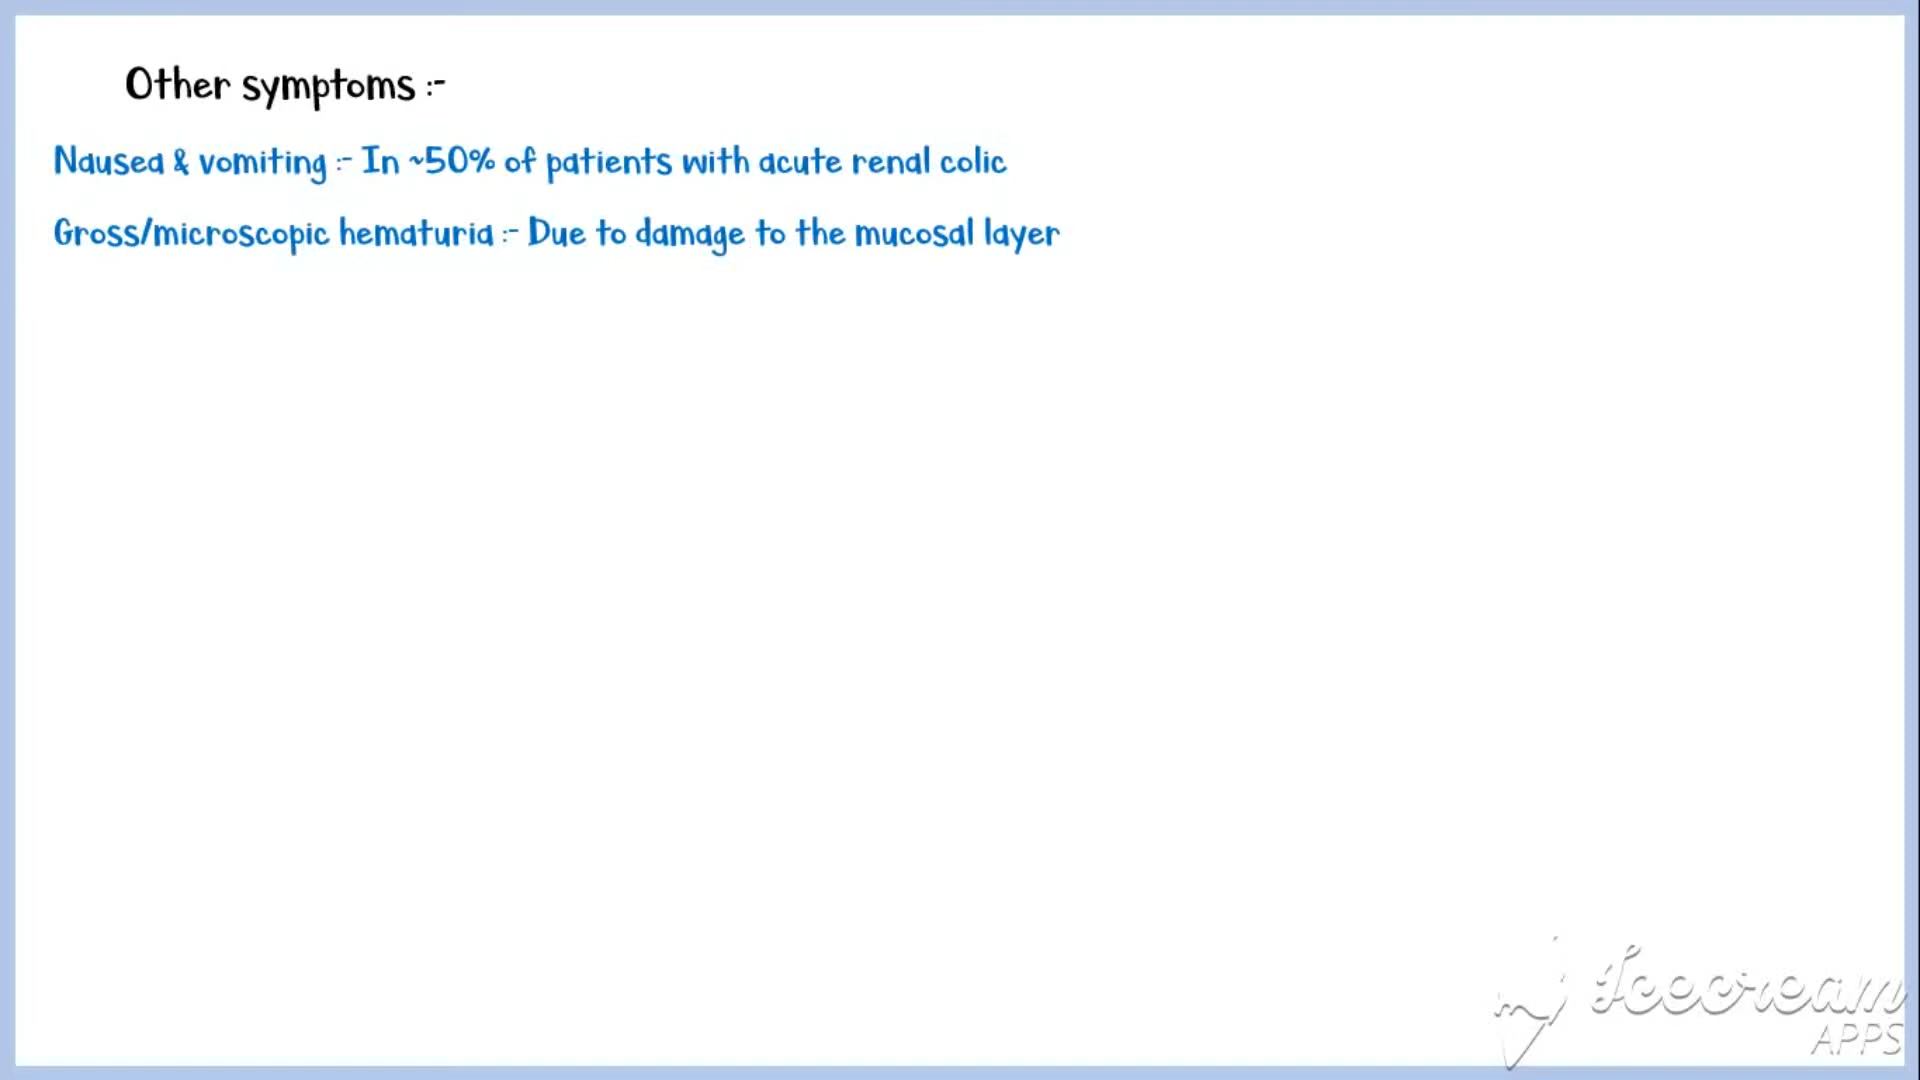 Other symptoms :-
Nausea & vomiting :- In ~50% of patients with acute renal colic
Gross/microscopic hematuria :- Due to damage to the mucosal layer
Icecream
APPS